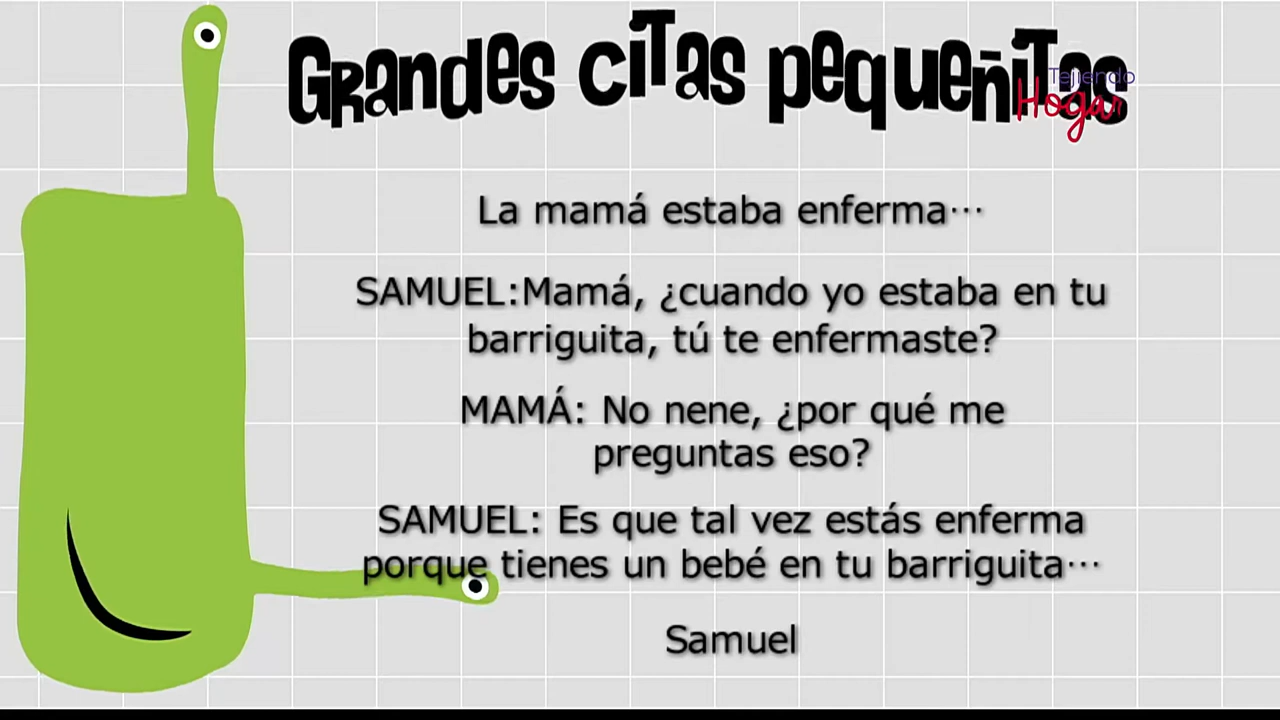 Grandes citas pequeñitas
Tejiendo
Hogar
La mamá estaba enferma…
SAMUEL:Mamá, ¿cuando yo estaba en tu
barriguita, tú te enfermaste?
MAMÁ: No nene, ¿por qué me
preguntas eso?
SAMUEL: Es que tal vez estás enferma
porque tienes un bebé en tu barriguita…
Samuel